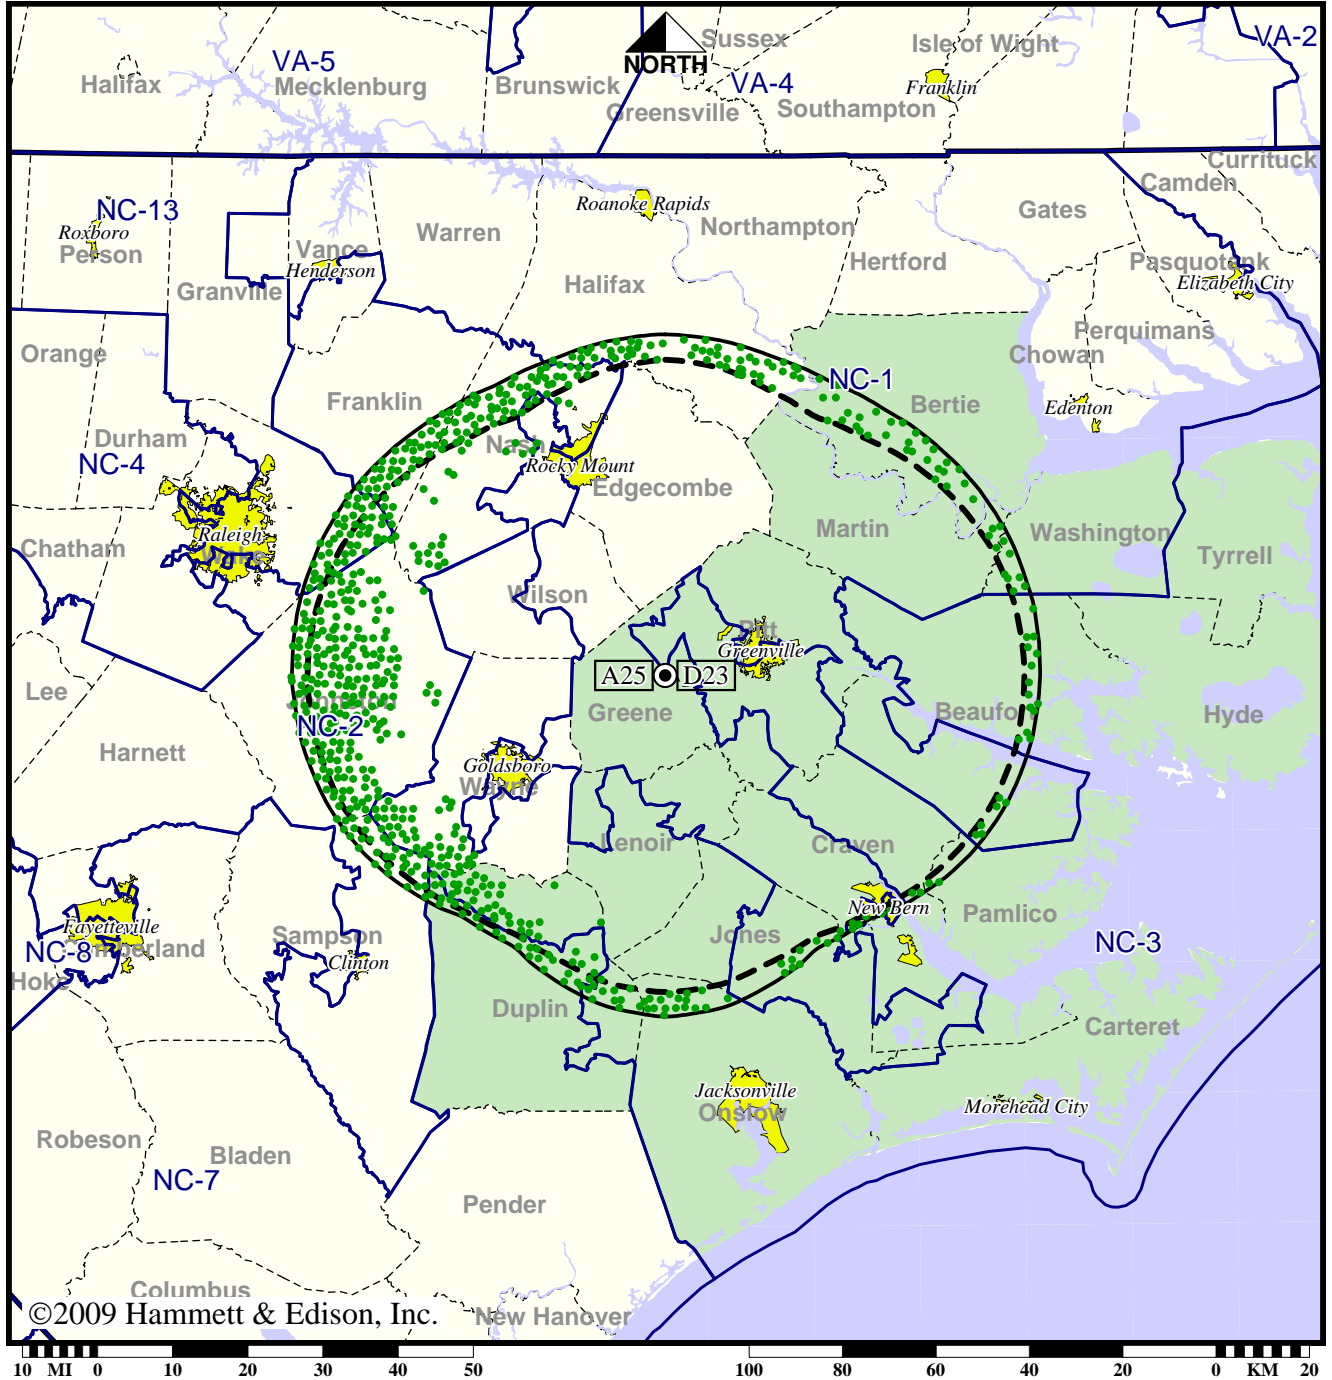 Sussex
Isle of Wight
VA-2
VA-5
NORTH
Halifax
Mecklenburg
Brunswick
VA-4
Franklin
Greensville
Southampton
Currituck
Camden
NC-13
Roanoke Rapids
Gates
Roxboro
Person
Warren
Northampton
Vance
Henderson
Hertford
Pasquotank
Elizabeth City
Granville
Halifax
Perquimans
Orange
Chowan
NC-1
Franklin
Bertie
Edenton
Durham
NC-4
Nash
Rocky Mount
Edgecombe
Martin
Washington
Raleigh
Wake
Chatham
Tyrrell
Wilson
Pitt
Greenville
A25
D23
Lee
Johnston
Greene
Beaufort
Hyde
NC-2
Harnett
Goldsboro
Wayne
Lenoir
Craven
New Bern
Pamlico
Fayetteville
Cumberland
NC-8
Sampson
Clinton
Jones
NC-3
Hoke
Duplin
Carteret
Jacksonville
Onslow
Morehead City
Robeson
Bladen
NC-7
Pender
Columbus
©2009 Hammett & Edison, Inc.
New Hanover
10 MI 0 10 20 30 40 50
100 80 60 40 20 0 KM 20